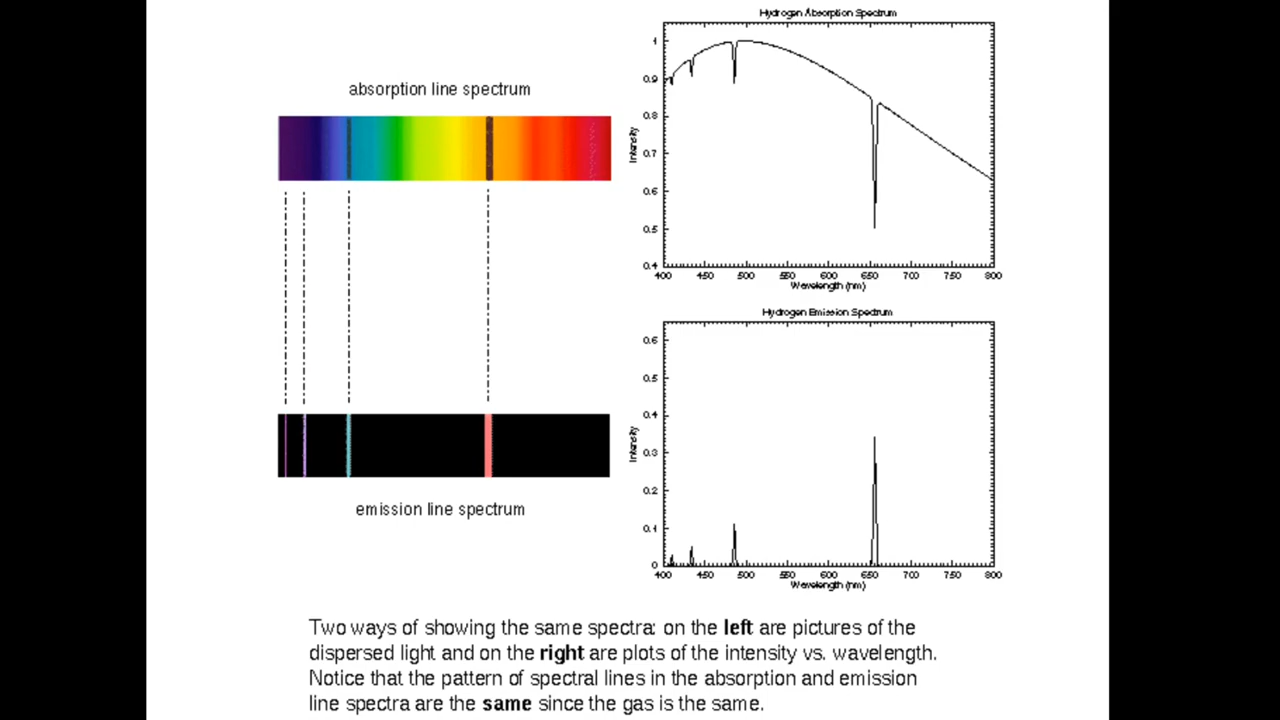 Hydrogen Absorption Spectrum
absorption line spectrum
1
0.9
0.8
0.7
0.6
0.5
0.4
Intensity
400 450 500 550 600 650 700 750 800
Wavelength (nm)
Hydrogen Emission Spectrum
0.6
0.5
0.4
0.3
0.2
0.1
0
Intensity
400 450 500 550 600 650 700 750 800
Wavelength (nm)
emission line spectrum
Two ways of showing the same spectra: on the left are pictures of the
dispersed light and on the right are plots of the intensity vs. wavelength.
Notice that the pattern of spectral lines in the absorption and emission
line spectra are the same since the gas is the same.